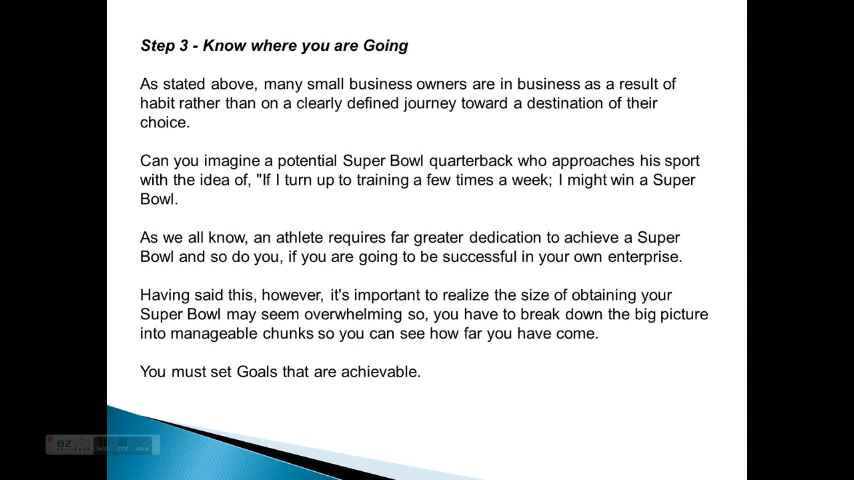 Step 3 - Know where you are Going
As stated above, many small business owners are in business as a result of
habit rather than on a clearly defined journey toward a destination of their
choice.
Can you imagine a potential Super Bowl quarterback who approaches his sport
with the idea of, "If I turn up to training a few times a week; I might win a Super
Bowl.
As we all know, an athlete requires far greater dedication to achieve a Super
Bowl and so do you, if you are going to be successful in your own enterprise.
Having said this, however, it's important to realize the size of obtaining your
Super Bowl may seem overwhelming so, you have to break down the big picture
into manageable chunks so you can see how far you have come.
You must set Goals that are achievable.
ezvid